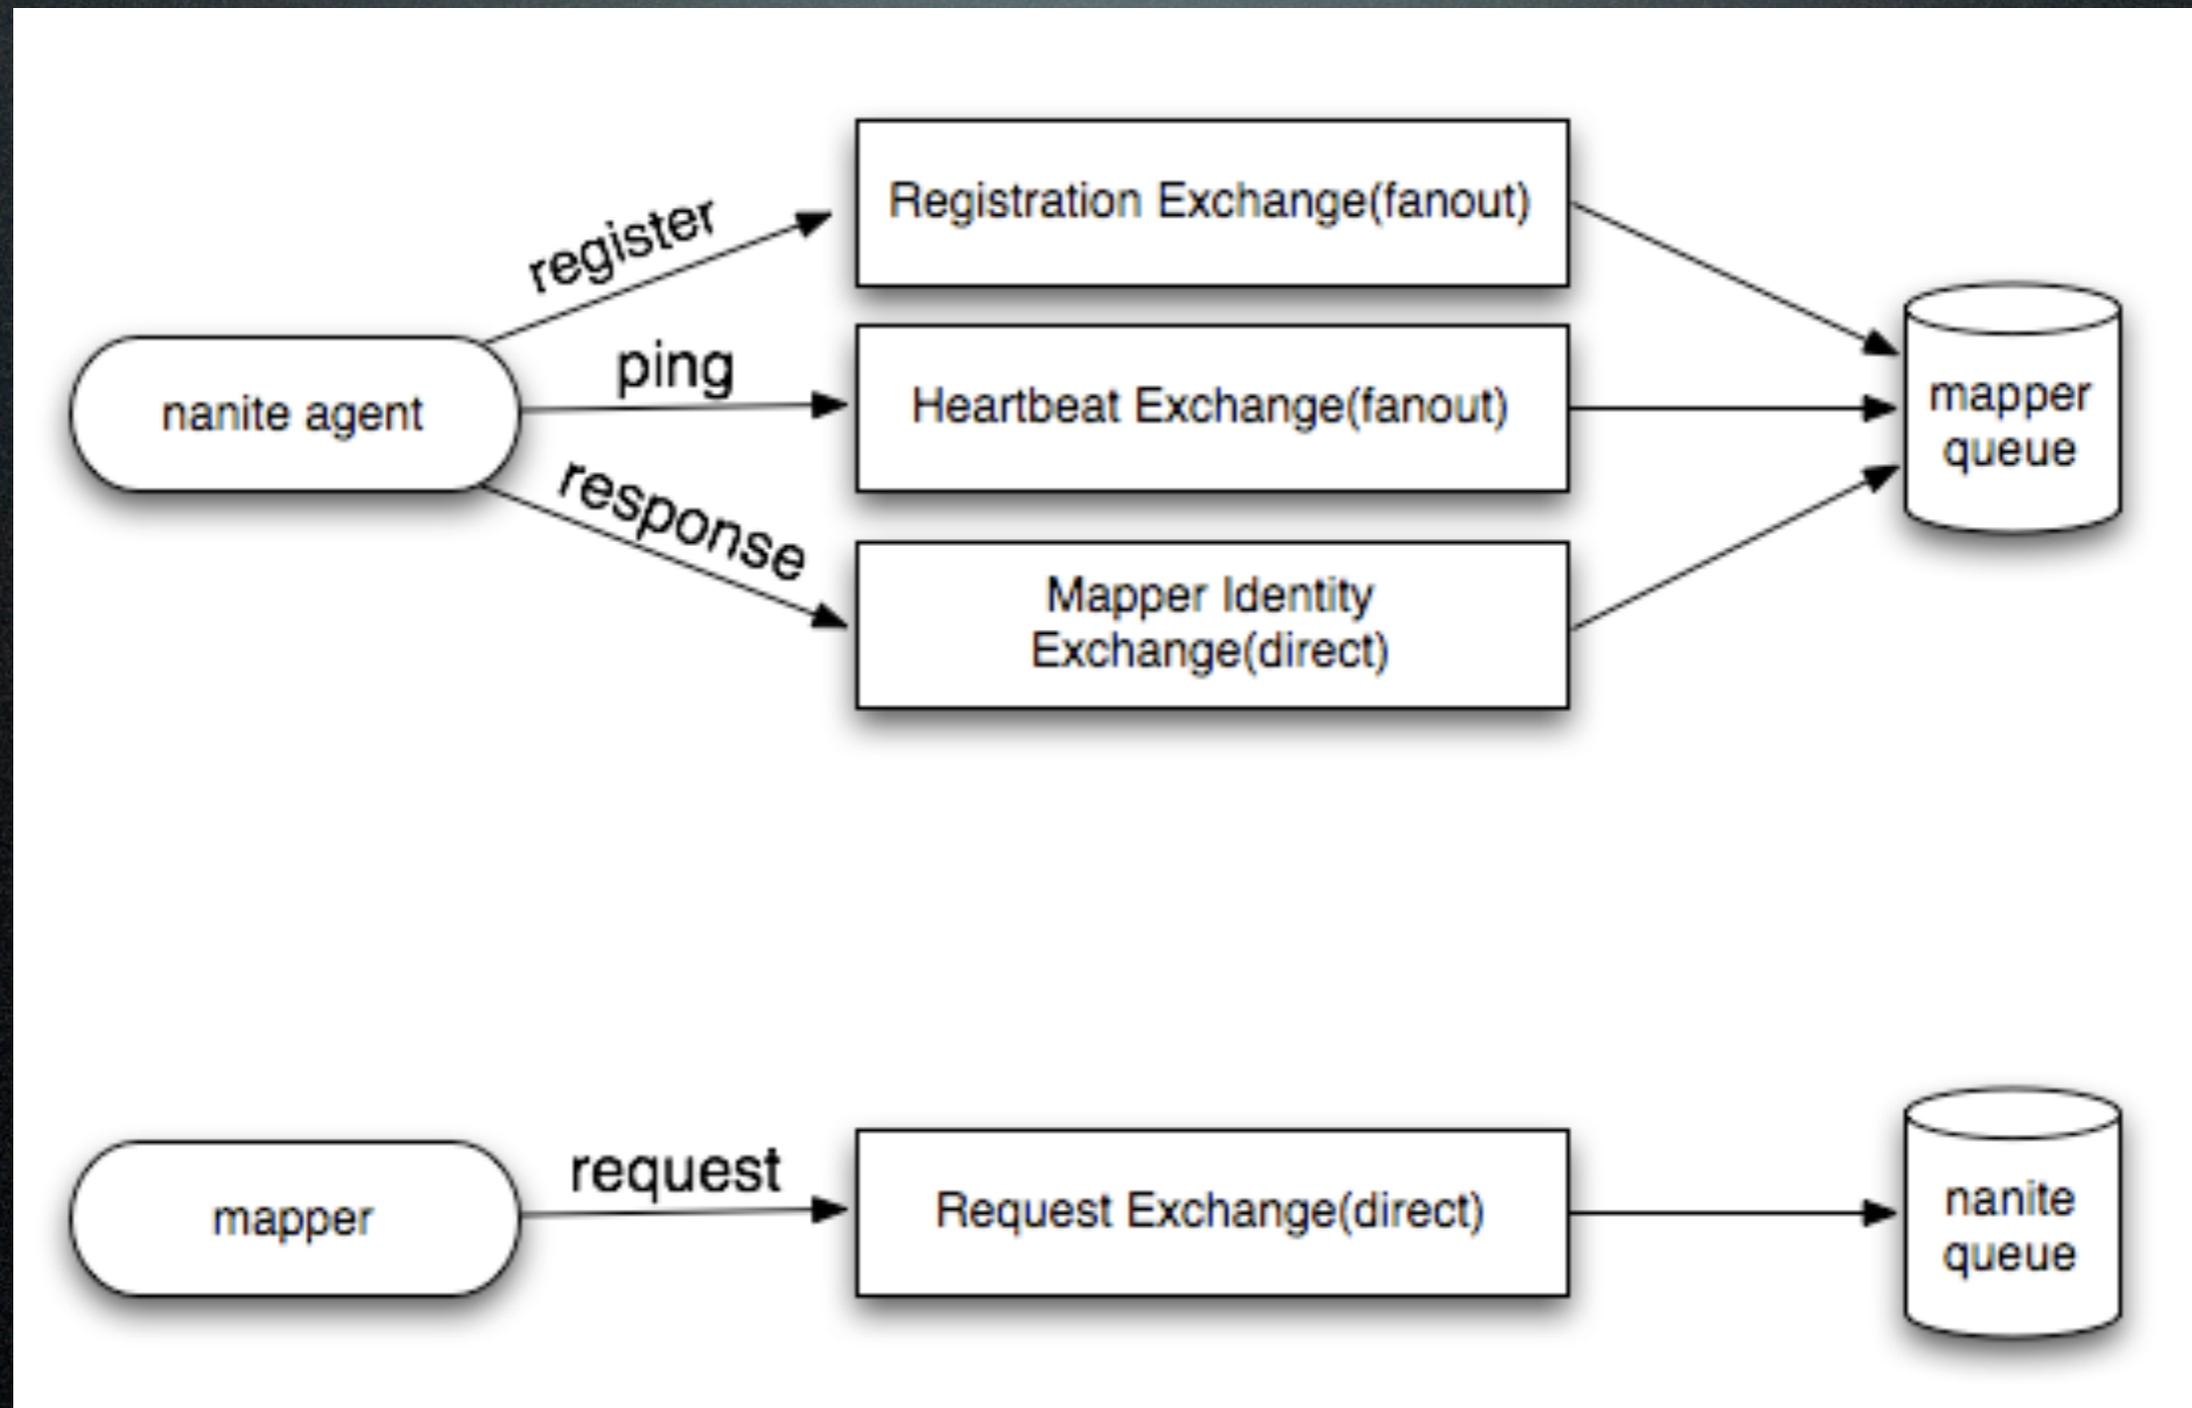 register
Registration Exchange(fanout)
nanite agent
ping
Heartbeat Exchange(fanout)
mapper
queue
response
Mapper Identity
Exchange(direct)
mapper
request
Request Exchange(direct)
nanite
queue